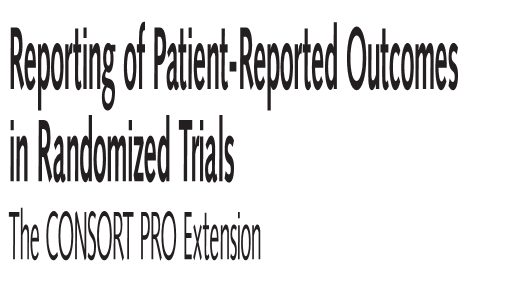 Reporting of Patient-Reported Outcomes
in Randomized Trials
The CONSORT PRO Extension